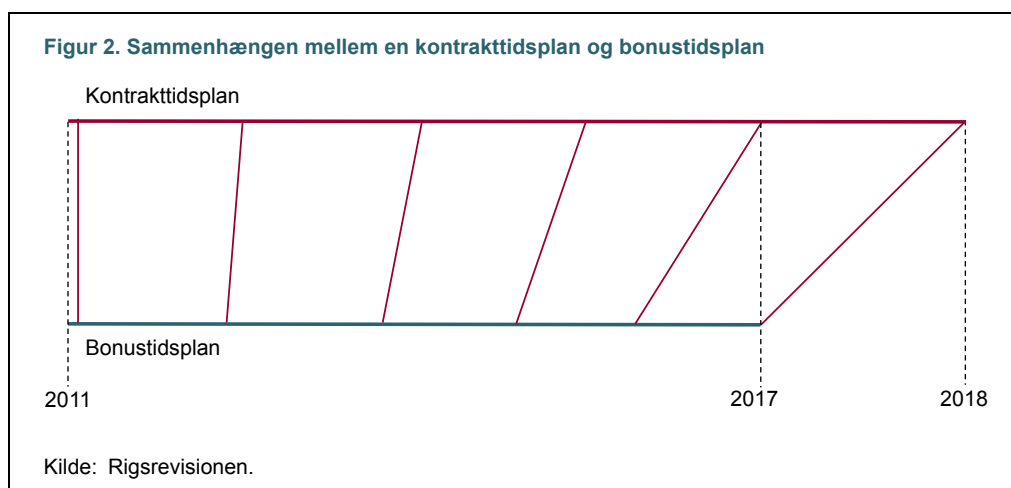 Figur 2. Sammenhængen mellem en kontrakttidsplan og bonustidsplan
Kontrakttidsplan
Bonustidsplan
2011 2017 2018
Kilde: Rigsrevisionen.